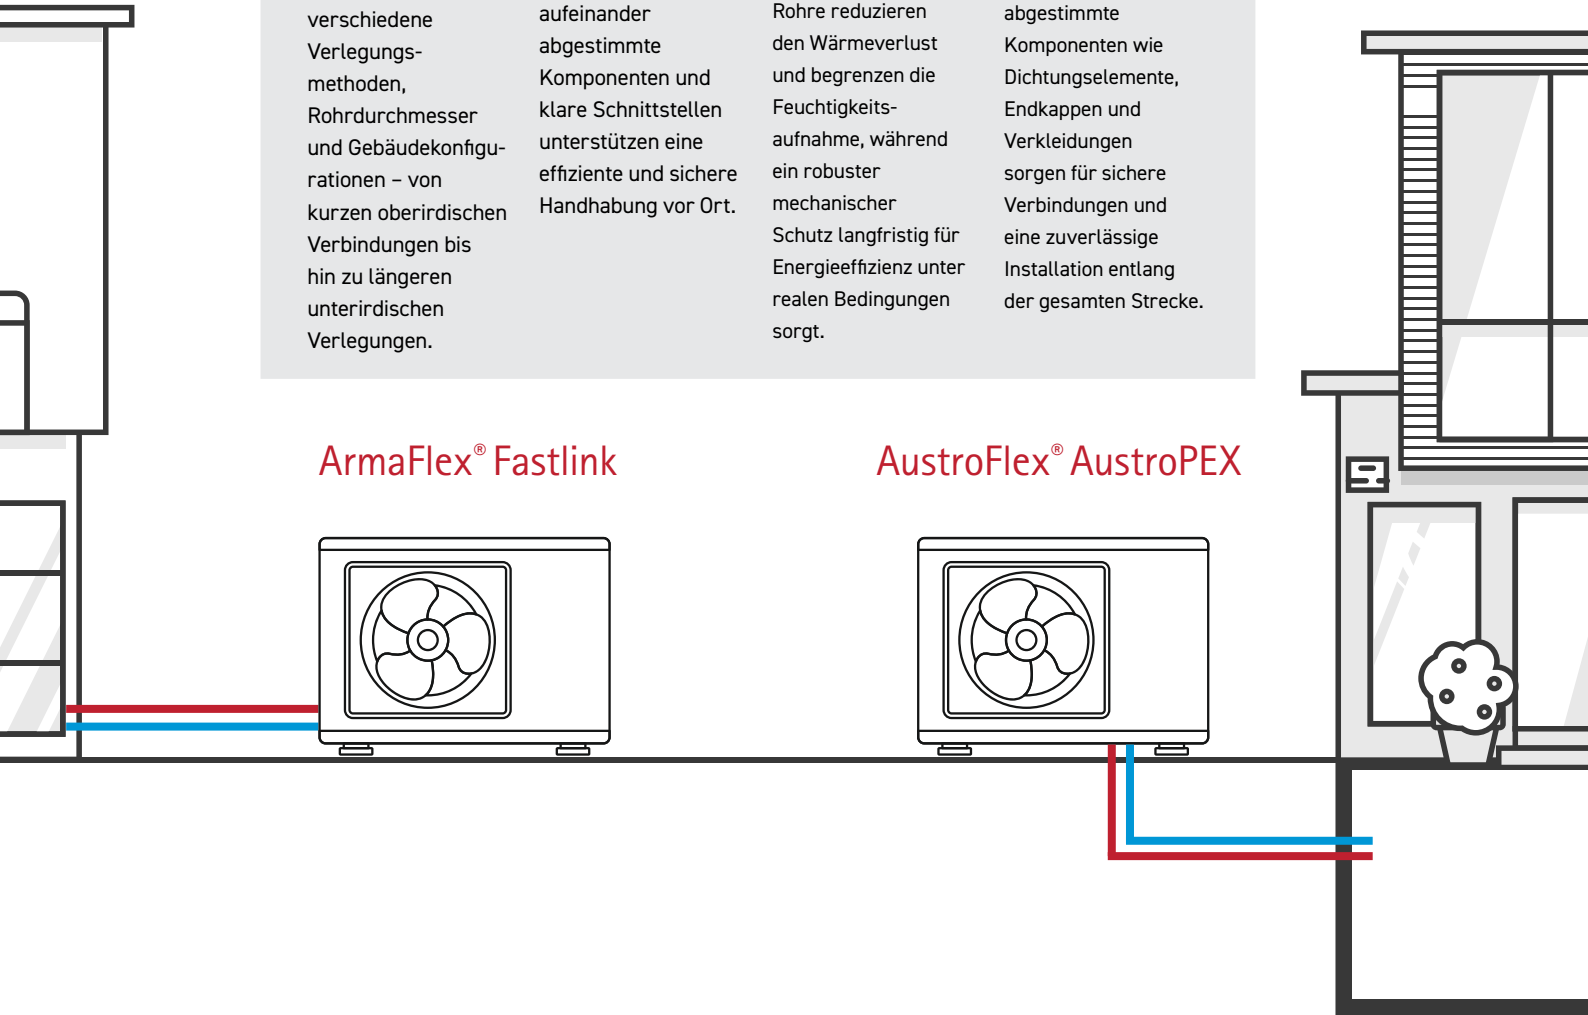 verschiedene
Verlegungs-
methoden,
Rohrdurchmesser
und Gebäudekonfigu-
rationen – von
kurzen oberirdischen
Verbindungen bis
hin zu längeren
unterirdischen
Verlegungen.
aufeinander
abgestimmte
Komponenten und
klare Schnittstellen
unterstützen eine
effiziente und sichere
Handhabung vor Ort.
Rohre reduzieren
den Wärmeverlust
und begrenzen die
Feuchtigkeits-
aufnahme, während
ein robuster
mechanischer
Schutz langfristig für
Energieeffizienz unter
realen Bedingungen
sorgt.
abgestimmte
Komponenten wie
Dichtungselemente,
Endkappen und
Verkleidungen
sorgen für sichere
Verbindungen und
eine zuverlässige
Installation entlang
der gesamten Strecke.
ArmaFlex® Fastlink
AustroFlex® AustroPEX